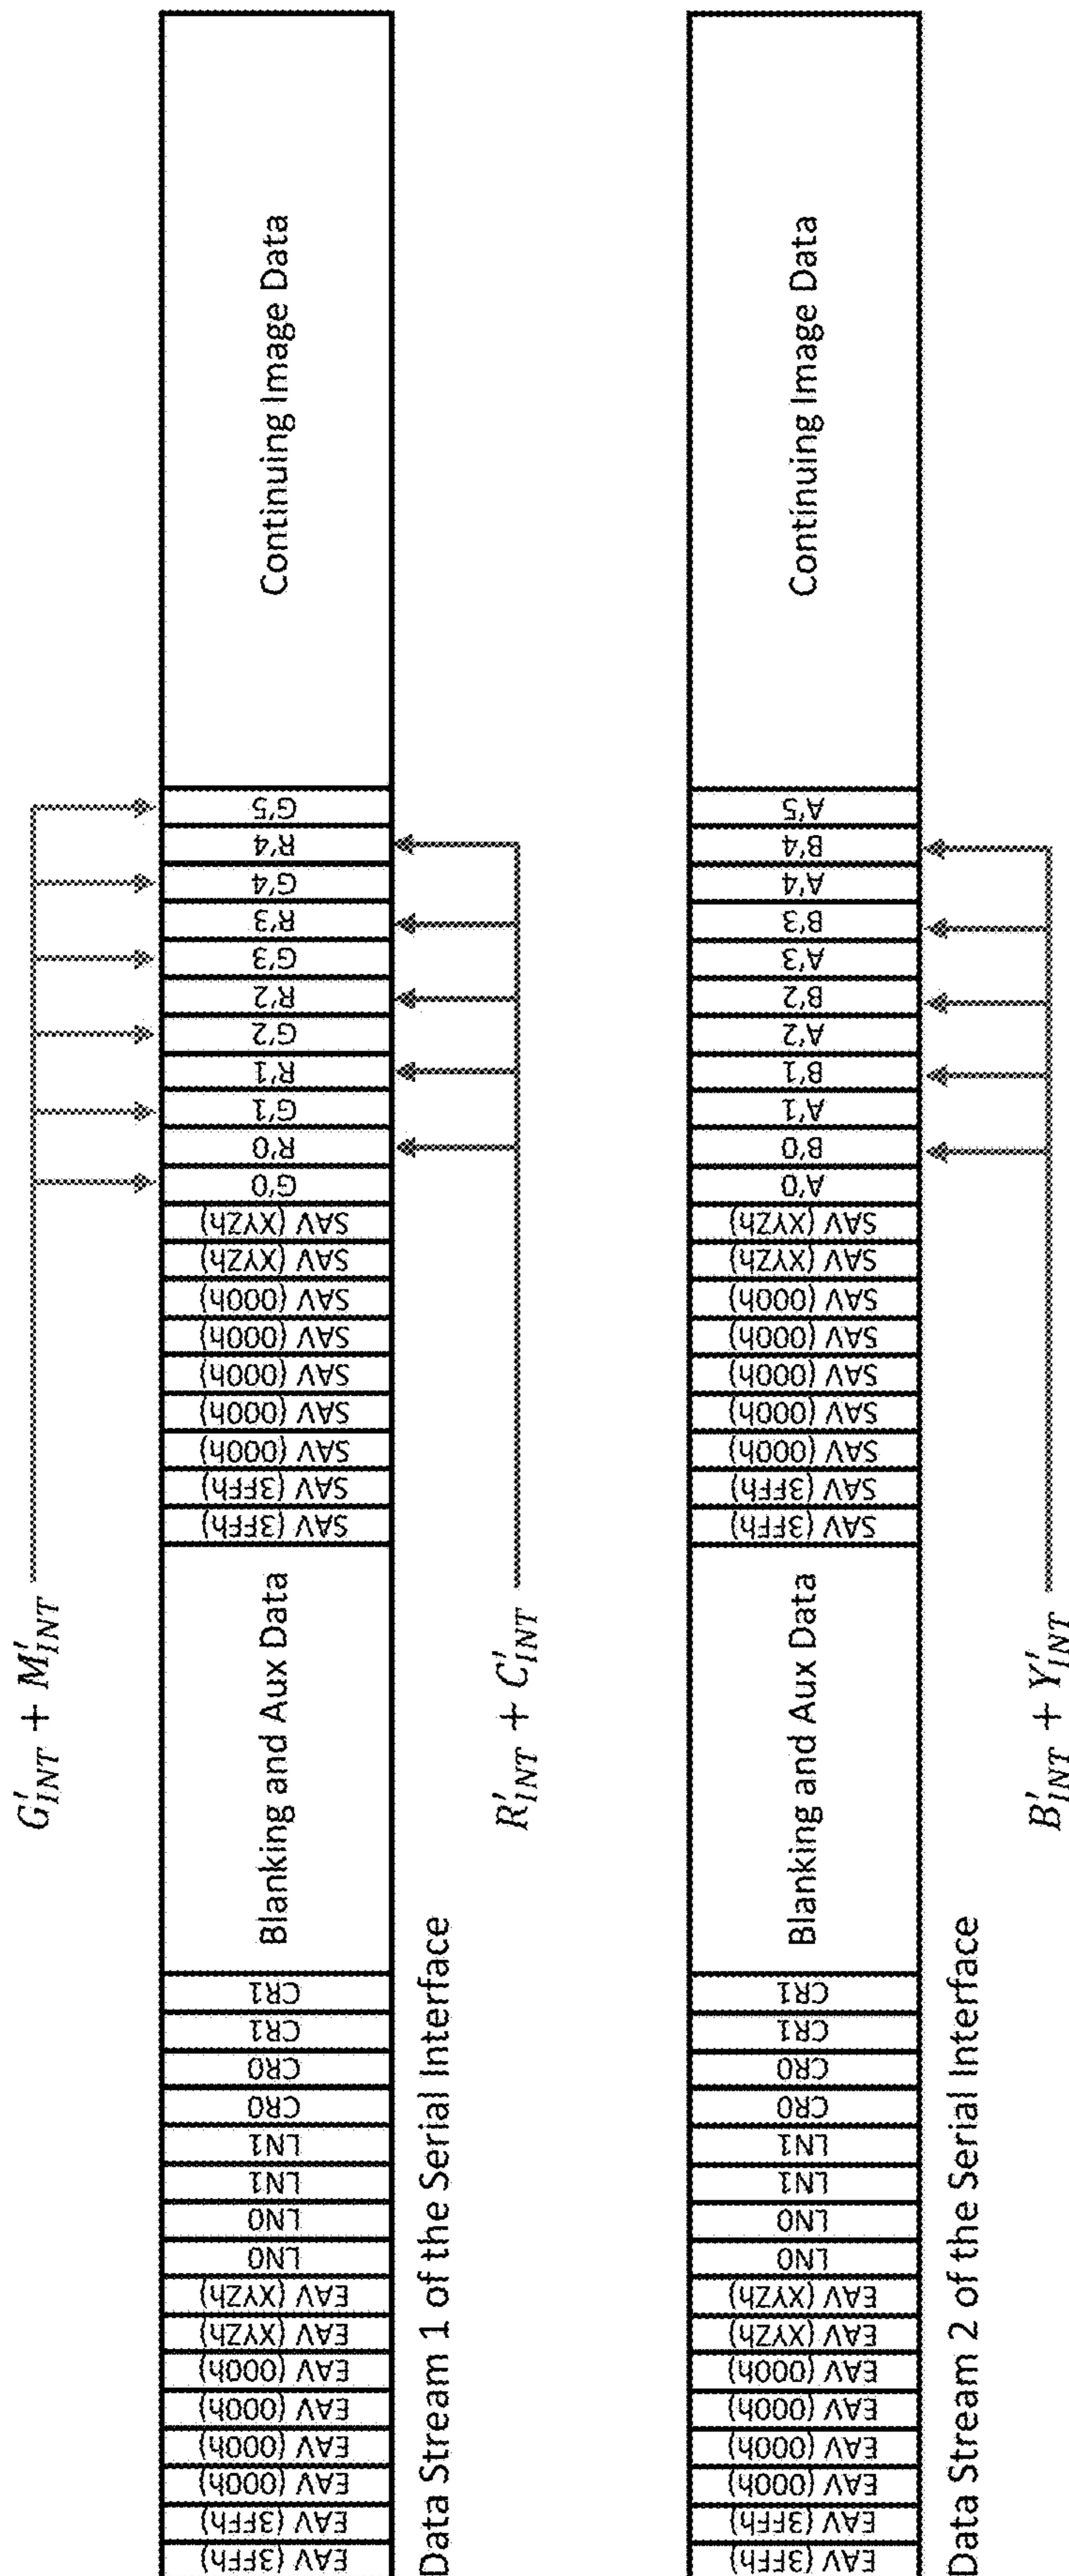 G'INT + M'INT
EAV (3FFh)
EAV (3FFh)
EAV (000h)
EAV (000h)
EAV (000h)
EAV (000h)
EAV (XYZh)
EAV (XYZh)
LN0
LN0
LN1
LN1
CR0
CR0
CR1
CR1
Blanking and Aux Data
SAV (3FFh)
SAV (3FFh)
SAV (000h)
SAV (000h)
SAV (000h)
SAV (000h)
SAV (000h)
SAV (XYZh)
SAV (XYZh)
G'0
R'0
G'1
R'1
G'2
R'2
G'3
R'3
G'4
R'4
G'5
Continuing Image Data
Data Stream 1 of the Serial Interface
R'INT + C'INT
EAV (3FFh)
EAV (3FFh)
EAV (000h)
EAV (000h)
EAV (000h)
EAV (000h)
EAV (XYZh)
EAV (XYZh)
LN0
LN0
LN1
LN1
CR0
CR0
CR1
CR1
Blanking and Aux Data
SAV (3FFh)
SAV (3FFh)
SAV (000h)
SAV (000h)
SAV (000h)
SAV (000h)
SAV (000h)
SAV (XYZh)
SAV (XYZh)
A'0
B'0
A'1
B'1
A'2
B'2
A'3
B'3
A'4
B'4
A'5
Continuing Image Data
Data Stream 2 of the Serial Interface
B'INT + Y'INT